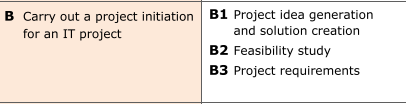 B Carry out a project initiation
for an IT project
B1 Project idea generation
and solution creation
B2 Feasibility study
B3 Project requirements